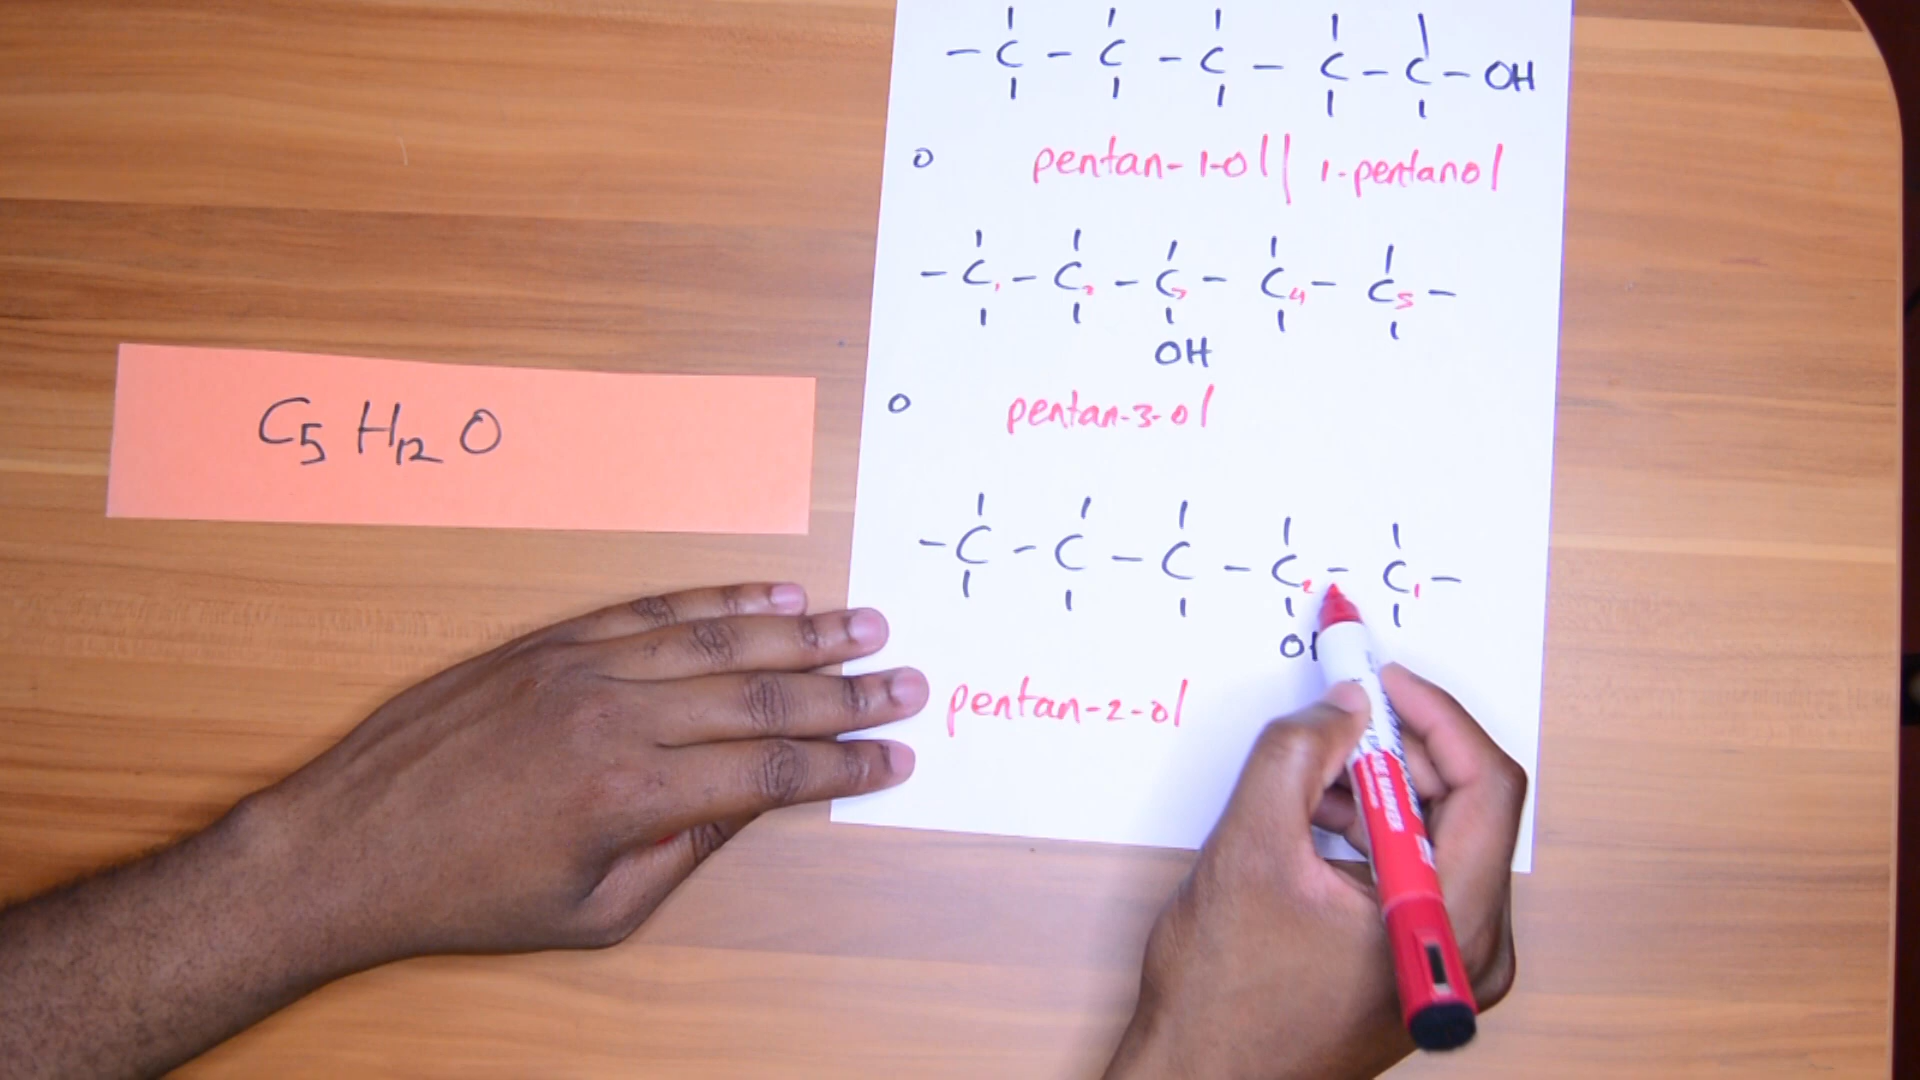 - C - C - C - C - C - OH
o pentan-1-ol | 1-pentanol
- C1 - C2 - C3 - C4 - C5 -
OH
o pentan-3-ol
C5H12O
- C - C - C - C2 - C1 -
pentan-2-ol